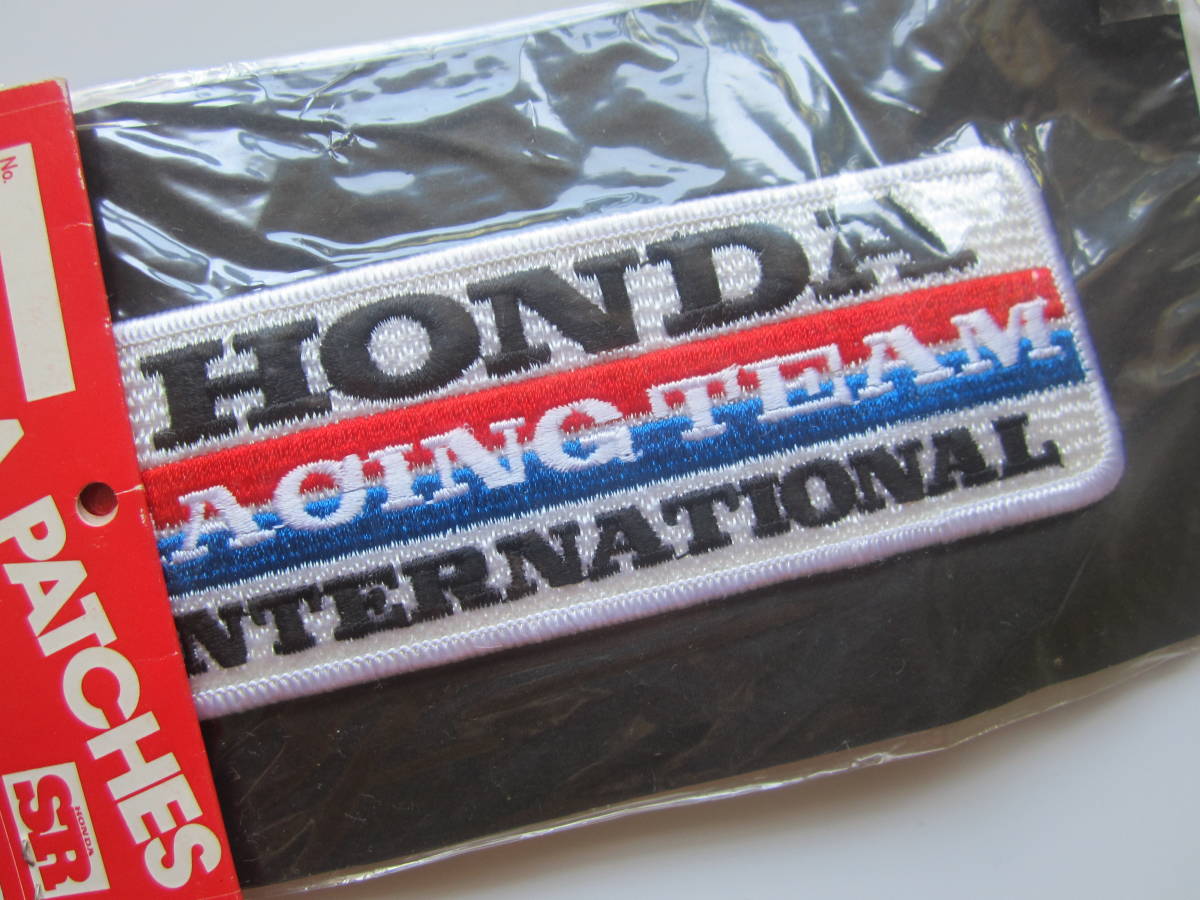 HONDA
ACING TEAM
NTERNATIONAL
No.
PATCHES
HONDA
SR